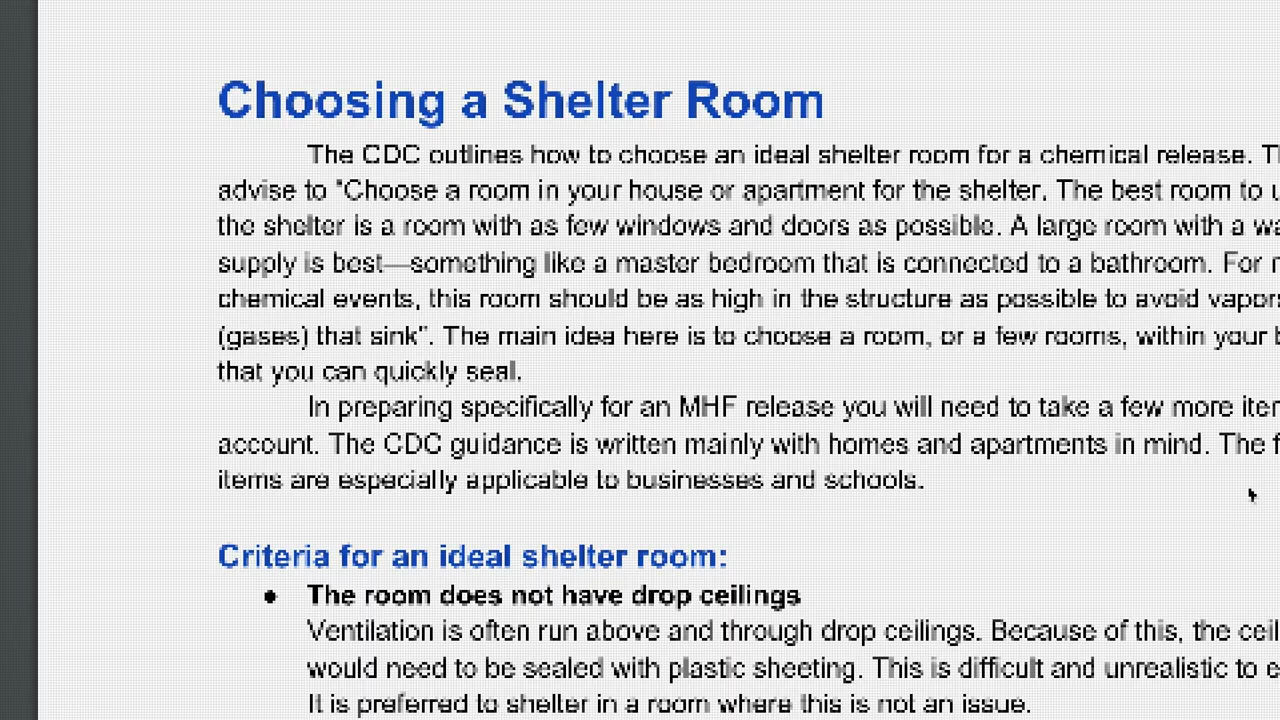 Choosing a Shelter Room
The CDC outlines how to choose an ideal shelter room for a chemical release.
advise to "Choose a room in your house or apartment for the shelter. The best room to
the shelter is a room with as few windows and doors as possible. A large room with a
supply is best—something like a master bedroom that is connected to a bathroom. For
chemical events, this room should be as high in the structure as possible to avoid vapors
(gases) that sink". The main idea here is to choose a room, or a few rooms, within your
that you can quickly seal.
In preparing specifically for an MHF release you will need to take a few more
account. The CDC guidance is written mainly with homes and apartments in mind. The
items are especially applicable to businesses and schools.
Criteria for an ideal shelter room:
● The room does not have drop ceilings
Ventilation is often run above and through drop ceilings. Because of this, the
would need to be sealed with plastic sheeting. This is difficult and unrealistic to
It is preferred to shelter in a room where this is not an issue.